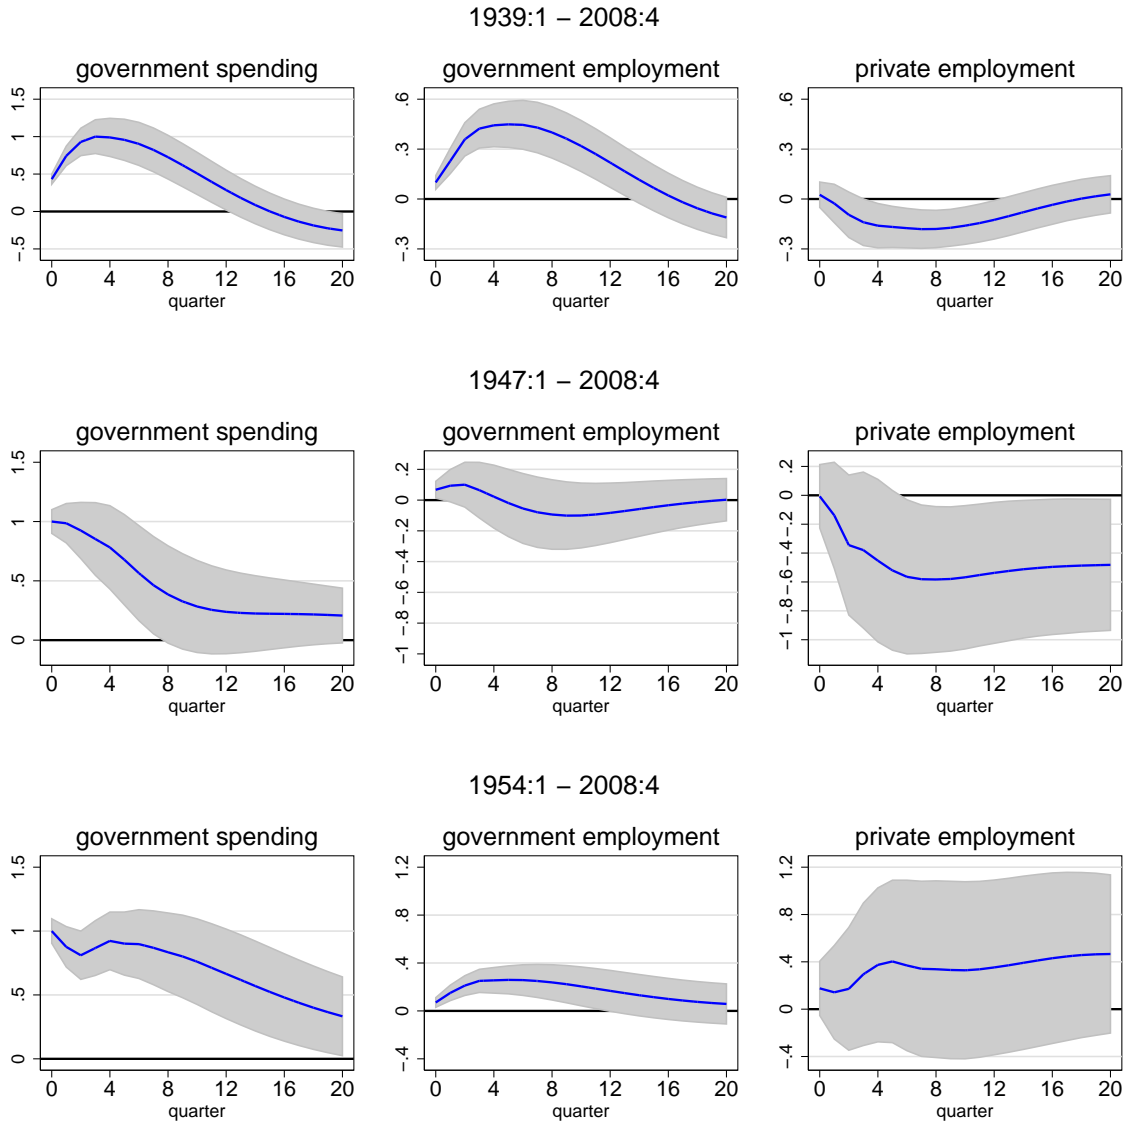 1939:1 – 2008:4
government spending government employment private employment
1.5 1 .5 0 −.5
.6 .3 0 −.3
.6 .3 0 −.3
0 4 8 12 16 20 0 4 8 12 16 20 0 4 8 12 16 20
quarter quarter quarter
1947:1 – 2008:4
government spending government employment private employment
1.5 1 .5 0
.2 0 −.2 −.4 −.6 −.8 −1
.2 0 −.2 −.4 −.6 −.8 −1
0 4 8 12 16 20 0 4 8 12 16 20 0 4 8 12 16 20
quarter quarter quarter
1954:1 – 2008:4
government spending government employment private employment
1.5 1 .5 0
1.2 .8 .4 0 −.4
1.2 .8 .4 0 −.4
0 4 8 12 16 20 0 4 8 12 16 20 0 4 8 12 16 20
quarter quarter quarter